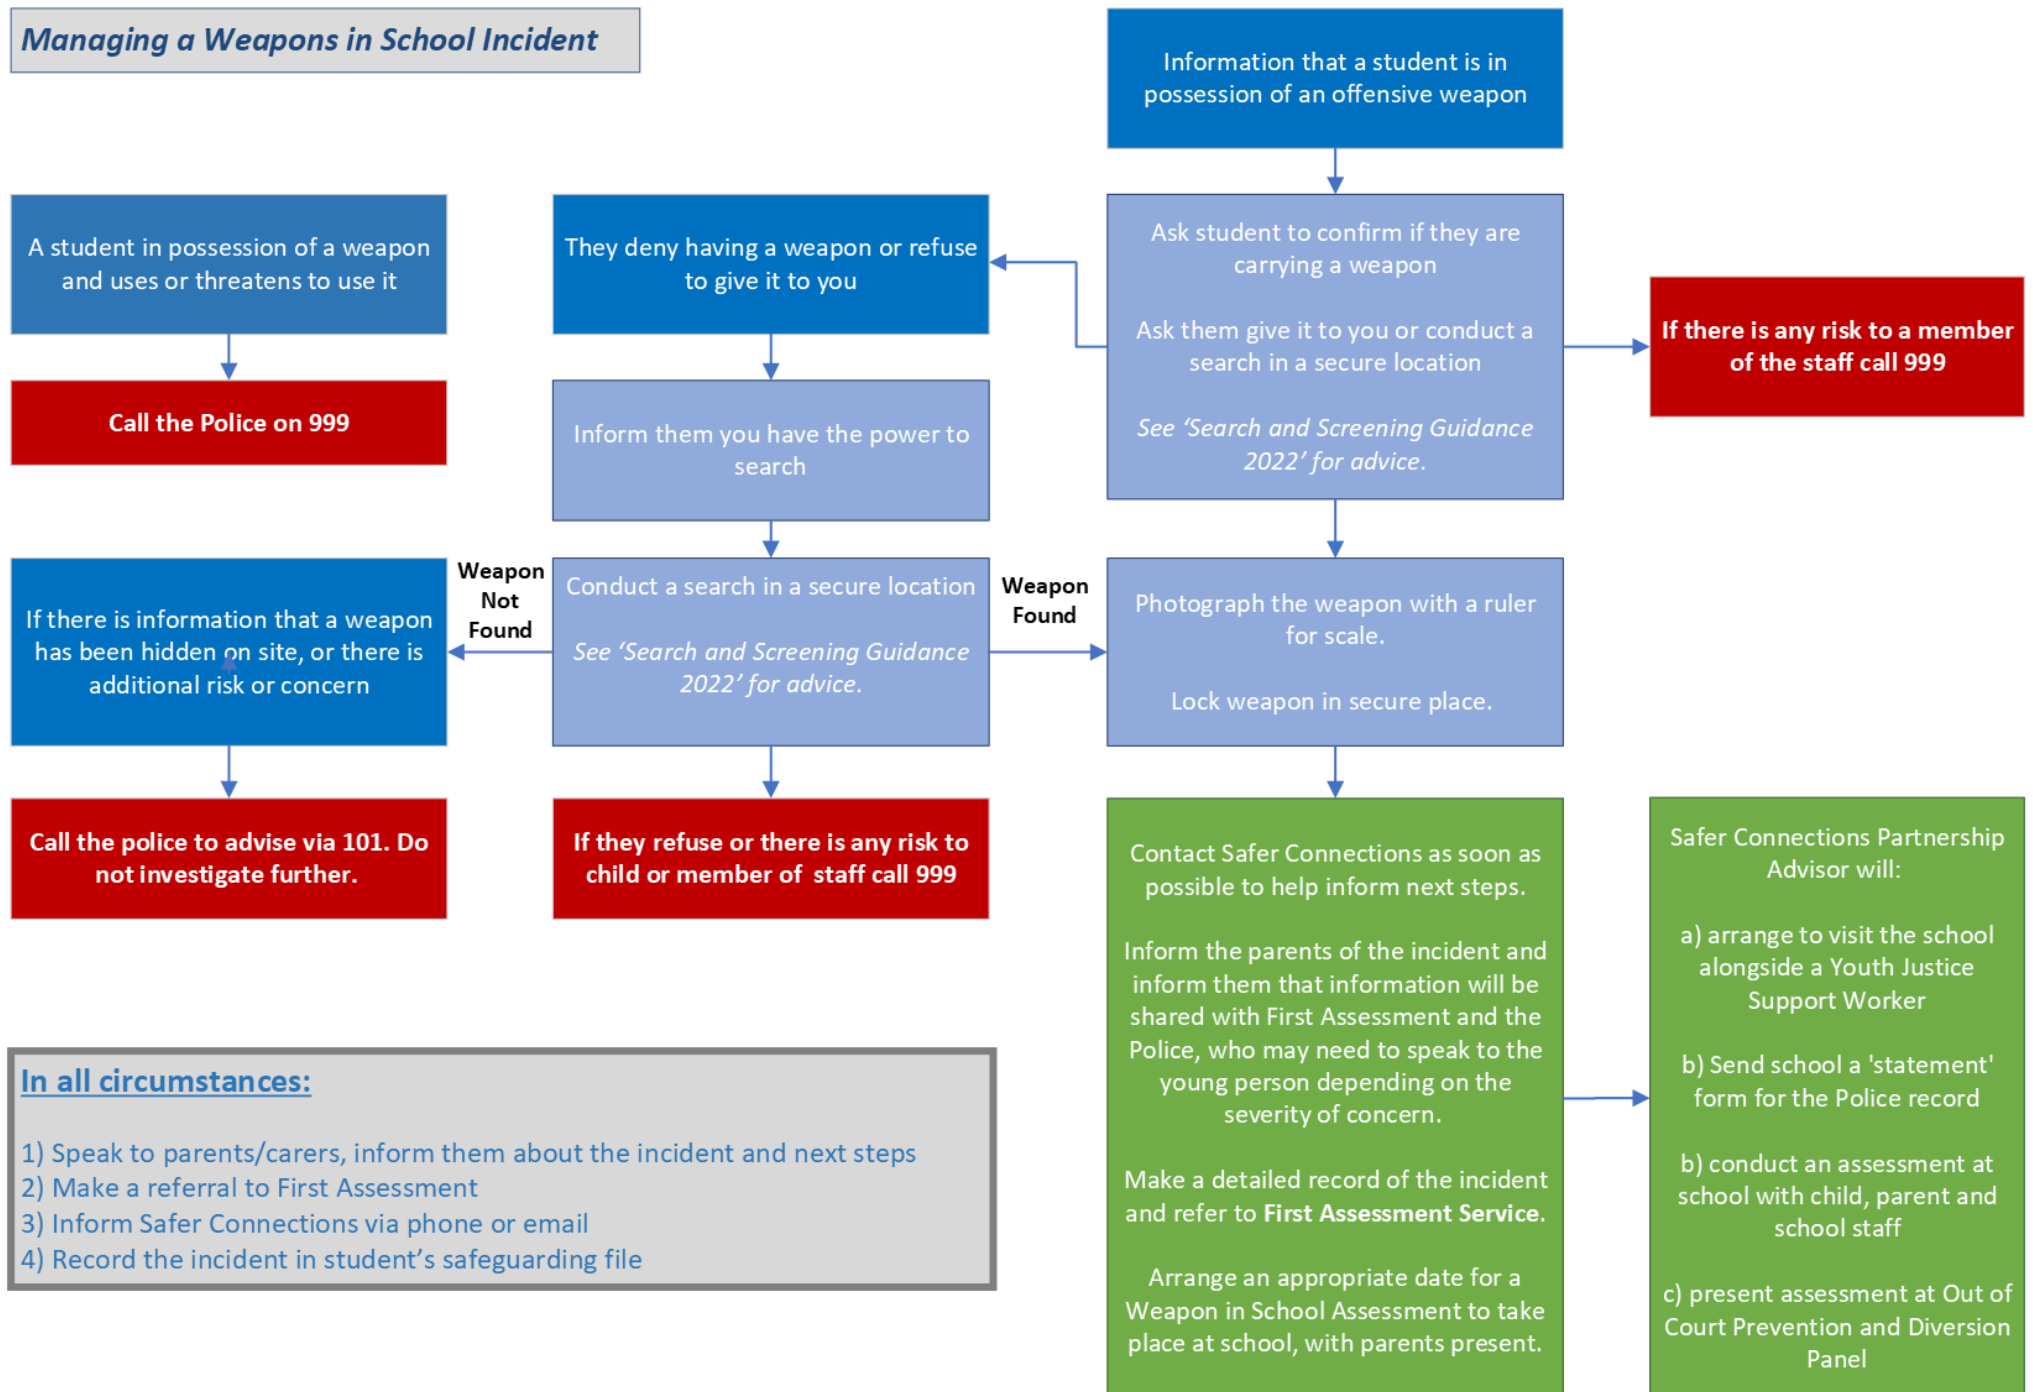 Managing a Weapons in School Incident
Information that a student is in
possession of an offensive weapon
A student in possession of a weapon
and uses or threatens to use it
Call the Police on 999
They deny having a weapon or refuse
to give it to you
Inform them you have the power to
search
Ask student to confirm if they are
carrying a weapon
Ask them give it to you or conduct a
search in a secure location
See ‘Search and Screening Guidance
2022’ for advice.
If there is any risk to a member
of the staff call 999
If there is information that a weapon
has been hidden on site, or there is
additional risk or concern
Weapon
Not
Found
Conduct a search in a secure location
See ‘Search and Screening Guidance
2022’ for advice.
Weapon
Found
Photograph the weapon with a ruler
for scale.
Lock weapon in secure place.
Call the police to advise via 101. Do
not investigate further.
If they refuse or there is any risk to
child or member of  staff call 999
Contact Safer Connections as soon as
possible to help inform next steps.
Inform the parents of the incident and
inform them that information will be
shared with First Assessment and the
Police, who may need to speak to the
young person depending on the
severity of concern.
Make a detailed record of the incident
and refer to First Assessment Service.
Arrange an appropriate date for a
Weapon in School Assessment to take
place at school, with parents present.
Safer Connections Partnership
Advisor will:
a) arrange to visit the school
alongside a Youth Justice
Support Worker
b) Send school a 'statement'
form for the Police record
b) conduct an assessment at
school with child, parent and
school staff
c) present assessment at Out of
Court Prevention and Diversion
Panel
In all circumstances:
1) Speak to parents/carers, inform them about the incident and next steps
2) Make a referral to First Assessment
3) Inform Safer Connections via phone or email
4) Record the incident in student’s safeguarding file